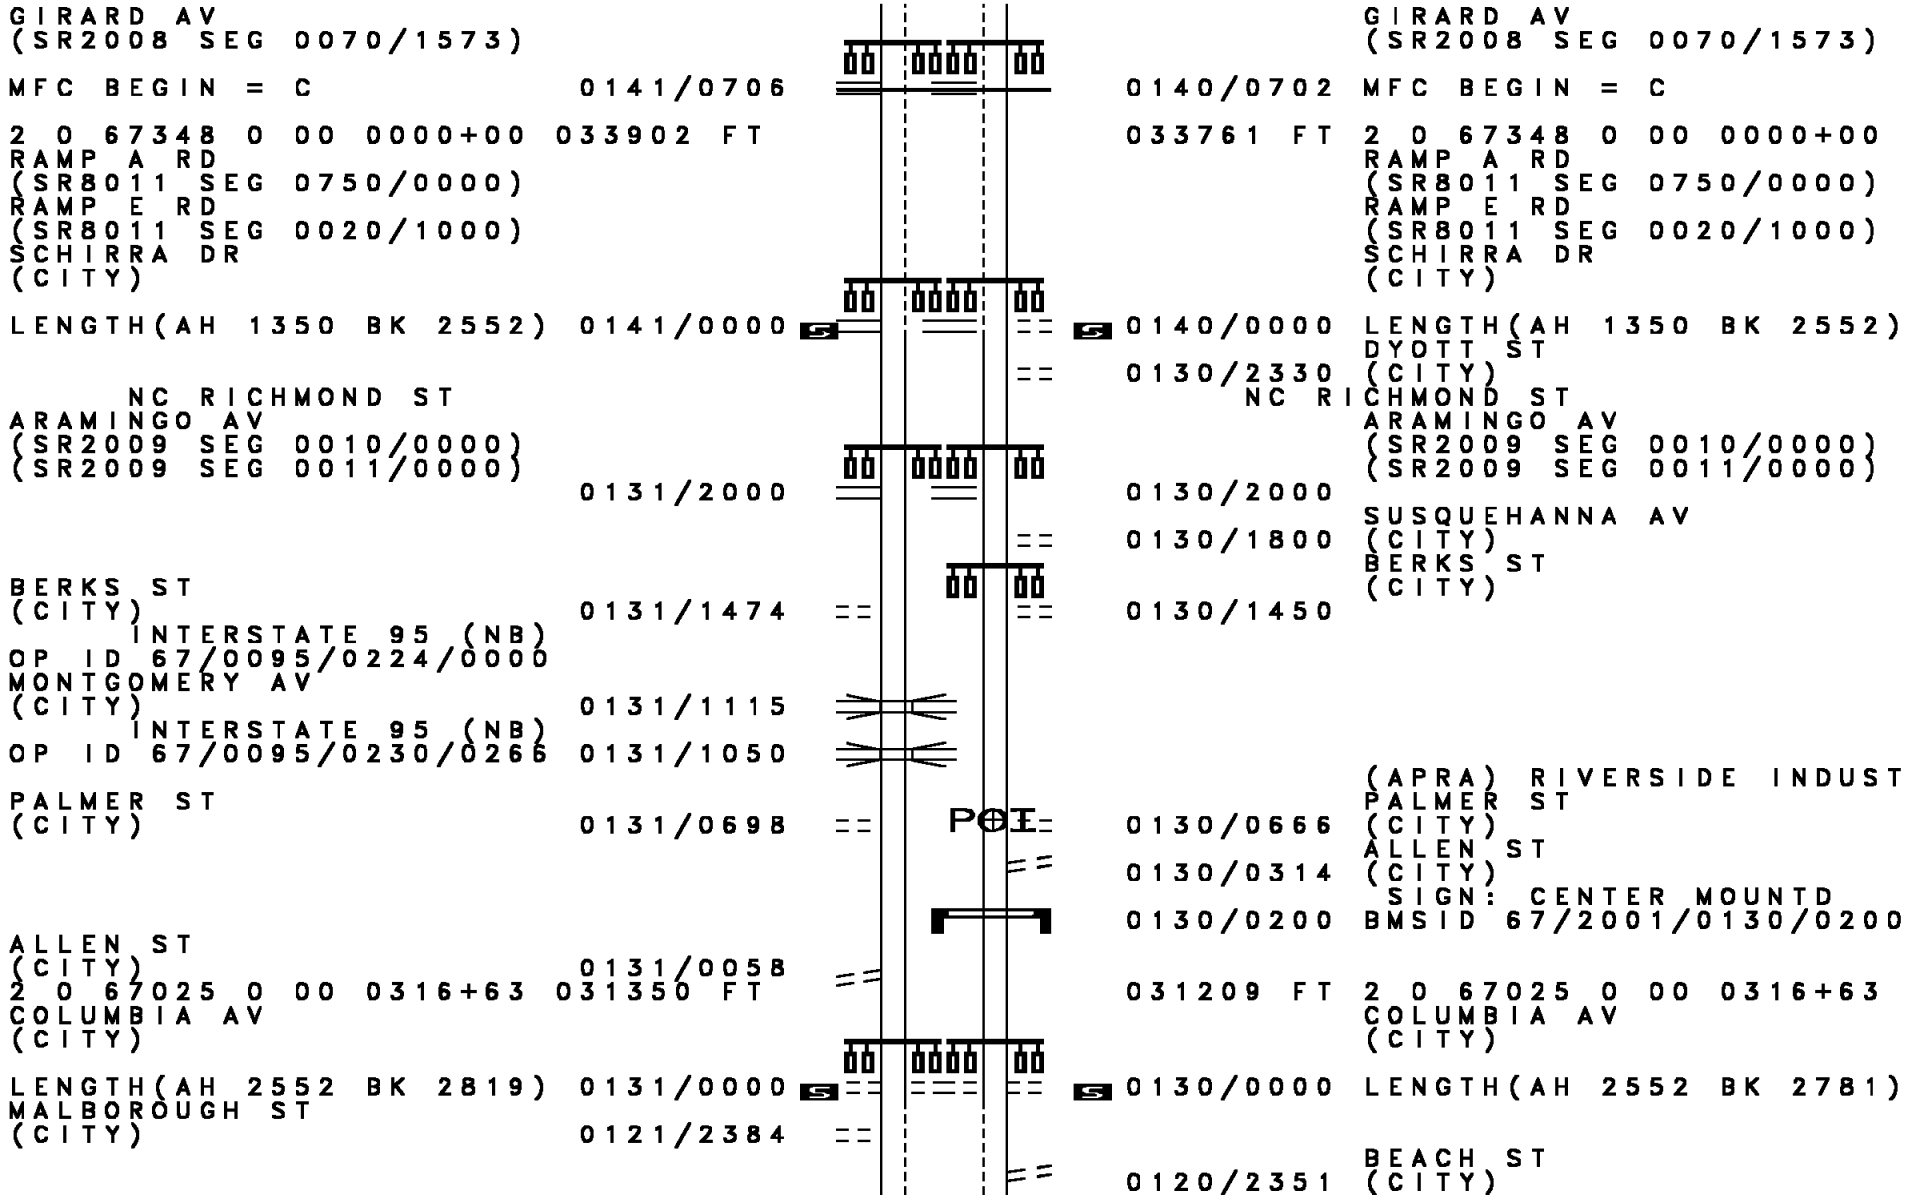 GIRARD AV GIRARD AV
(SR2008 SEG 0070/1573) (SR2008 SEG 0070/1573)
MFC BEGIN = C 0141/0706 0140/0702 MFC BEGIN = C
2 0 67348 0 00 0000+00 033902 FT 033761 FT 2 0 67348 0 00 0000+00
RAMP A RD RAMP A RD
(SR8011 SEG 0750/0000) (SR8011 SEG 0750/0000)
RAMP E RD RAMP E RD
(SR8011 SEG 0020/1000) (SR8011 SEG 0020/1000)
SCHIRRA DR SCHIRRA DR
(CITY) (CITY)
LENGTH(AH 1350 BK 2552) 0141/0000 S S 0140/0000 LENGTH(AH 1350 BK 2552)
DYOTT ST
0130/2330 (CITY)
NC RICHMOND ST NC RICHMOND ST
ARAMINGO AV ARAMINGO AV
(SR2009 SEG 0010/0000) (SR2009 SEG 0010/0000)
(SR2009 SEG 0011/0000) (SR2009 SEG 0011/0000)
0131/2000 0130/2000
SUSQUEHANNA AV
0130/1800 (CITY)
BERKS ST
BERKS ST (CITY)
(CITY) 0131/1474 0130/1450
INTERSTATE 95 (NB)
OP ID 67/0095/0224/0000
MONTGOMERY AV
(CITY) 0131/1115
INTERSTATE 95 (NB)
OP ID 67/0095/0230/0266 0131/1050
(APRA) RIVERSIDE INDUST
PALMER ST PALMER ST
(CITY) 0131/0698 POI 0130/0666 (CITY)
ALLEN ST
0130/0314 (CITY)
SIGN: CENTER MOUNTD
0130/0200 BMSID 67/2001/0130/0200
ALLEN ST
(CITY) 0131/0058
2 0 67025 0 00 0316+63 031350 FT 031209 FT 2 0 67025 0 00 0316+63
COLUMBIA AV COLUMBIA AV
(CITY) (CITY)
LENGTH(AH 2552 BK 2819) 0131/0000 S S 0130/0000 LENGTH(AH 2552 BK 2781)
MALBOROUGH ST
(CITY) 0121/2384
BEACH ST
0120/2351 (CITY)